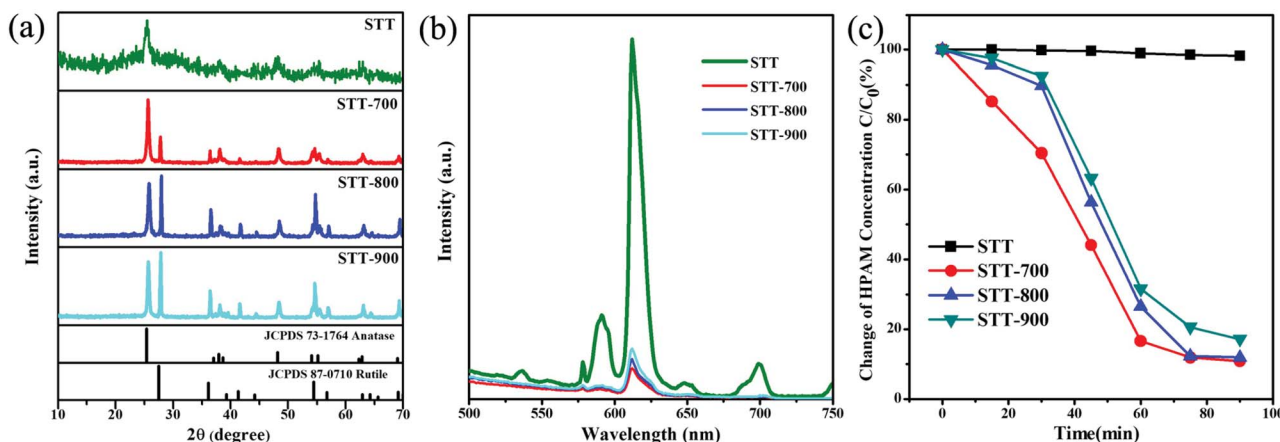 (a)
STT
STT-700
STT-800
STT-900
JCPDS 73-1764 Anatase
JCPDS 87-0710 Rutile
Intensity (a.u.)
10 20 30 40 50 60 70
2θ (degree)
(b)
STT
STT-700
STT-800
STT-900
Intensity (a.u.)
500 550 600 650 700 750
Wavelength (nm)
(c)
100
80
60
40
20
0
Change of HPAM Concentration C/C0(%)
STT
STT-700
STT-800
STT-900
0 20 40 60 80 100
Time(min)